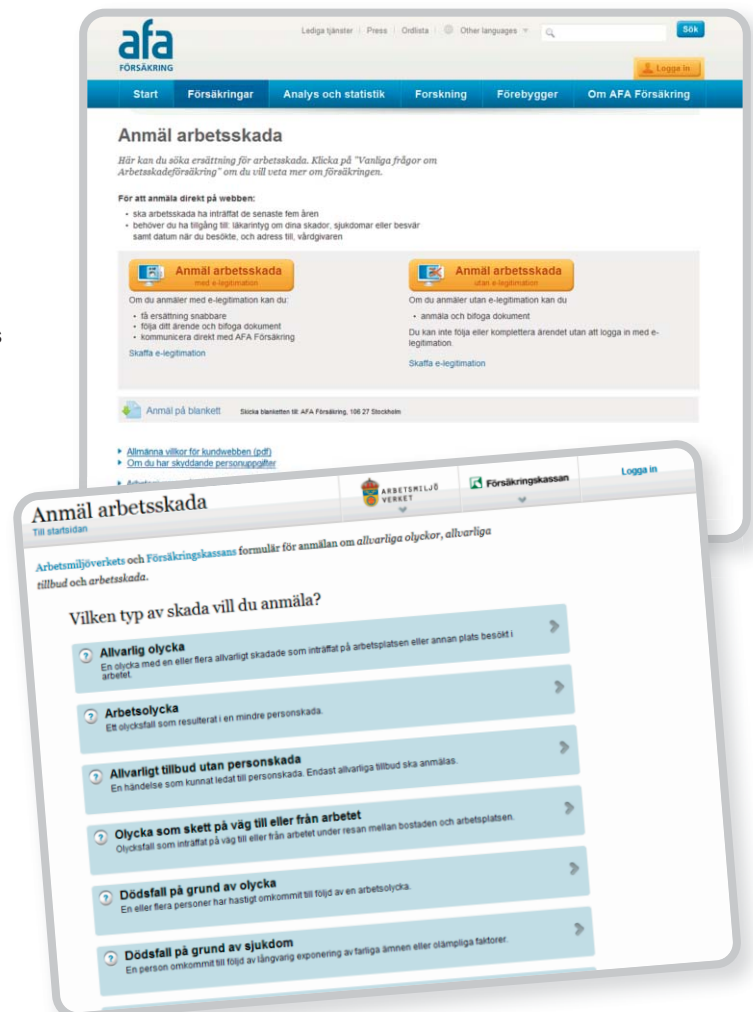 afa
FÖRSÄKRING
Lediga tjänster | Press | Ordlista | Other languages
Sök
Logga in
Start Försäkringar Analys och statistik Forskning Förebygger Om AFA Försäkring
Anmäl arbetsskada
Här kan du söka ersättning för arbetsskada. Klicka på "Vanliga frågor om
Arbetsskadeförsäkring" om du vill veta mer om försäkringen.
För att anmäla direkt på webben:
• ska arbetsskada ha inträffat de senaste fem åren
• behöver du ha tillgång till: läkarintyg om dina skador, sjukdomar eller besvär
samt datum när du besökte, och adress till, vårdgivaren
Anmäl arbetsskada
med e-legitimation
Om du anmäler med e-legitimation kan du:
• få ersättning snabbare
• följa ditt ärende och bifoga dokument
• kommunicera direkt med AFA Försäkring
Skaffa e-legitimation
Anmäl arbetsskada
utan e-legitimation
Om du anmäler utan e-legitimation kan du
• anmäla och bifoga dokument
Du kan inte följa eller komplettera ärendet utan att logga in med e-
legitimation.
Skaffa e-legitimation
Anmäl på blankett Skicka blanketten till: AFA Försäkring, 106 27 Stockholm
Allmänna villkor för kundwebben (pdf)
Om du har skyddande personuppgifter
s
Anmäl arbetsskada
Till startsidan
ARBETSMILJÖ
VERKET
Försäkringskassan
Logga in
Arbetsmiljöverkets och Försäkringskassans formulär för anmälan om allvarliga olyckor, allvarliga
tillbud och arbetsskada.
Vilken typ av skada vill du anmäla?
? Allvarlig olycka
En olycka med en eller flera allvarligt skadade som inträffat på arbetsplatsen eller annan plats besökt i
arbetet.
? Arbetsolycka
Ett olycksfall som resulterat i en mindre personskada.
? Allvarligt tillbud utan personskada
En händelse som kunnat ledat till personskada. Endast allvarliga tillbud ska anmälas.
? Olycka som skett på väg till eller från arbetet
Olycksfall som inträffat på väg till eller från arbetet under resan mellan bostaden och arbetsplatsen.
? Dödsfall på grund av olycka
En eller flera personer har hastigt omkommit till följd av en arbetsolycka.
? Dödsfall på grund av sjukdom
En person omkommit till följd av långvarig exponering av farliga ämnen eller olämpliga faktorer.